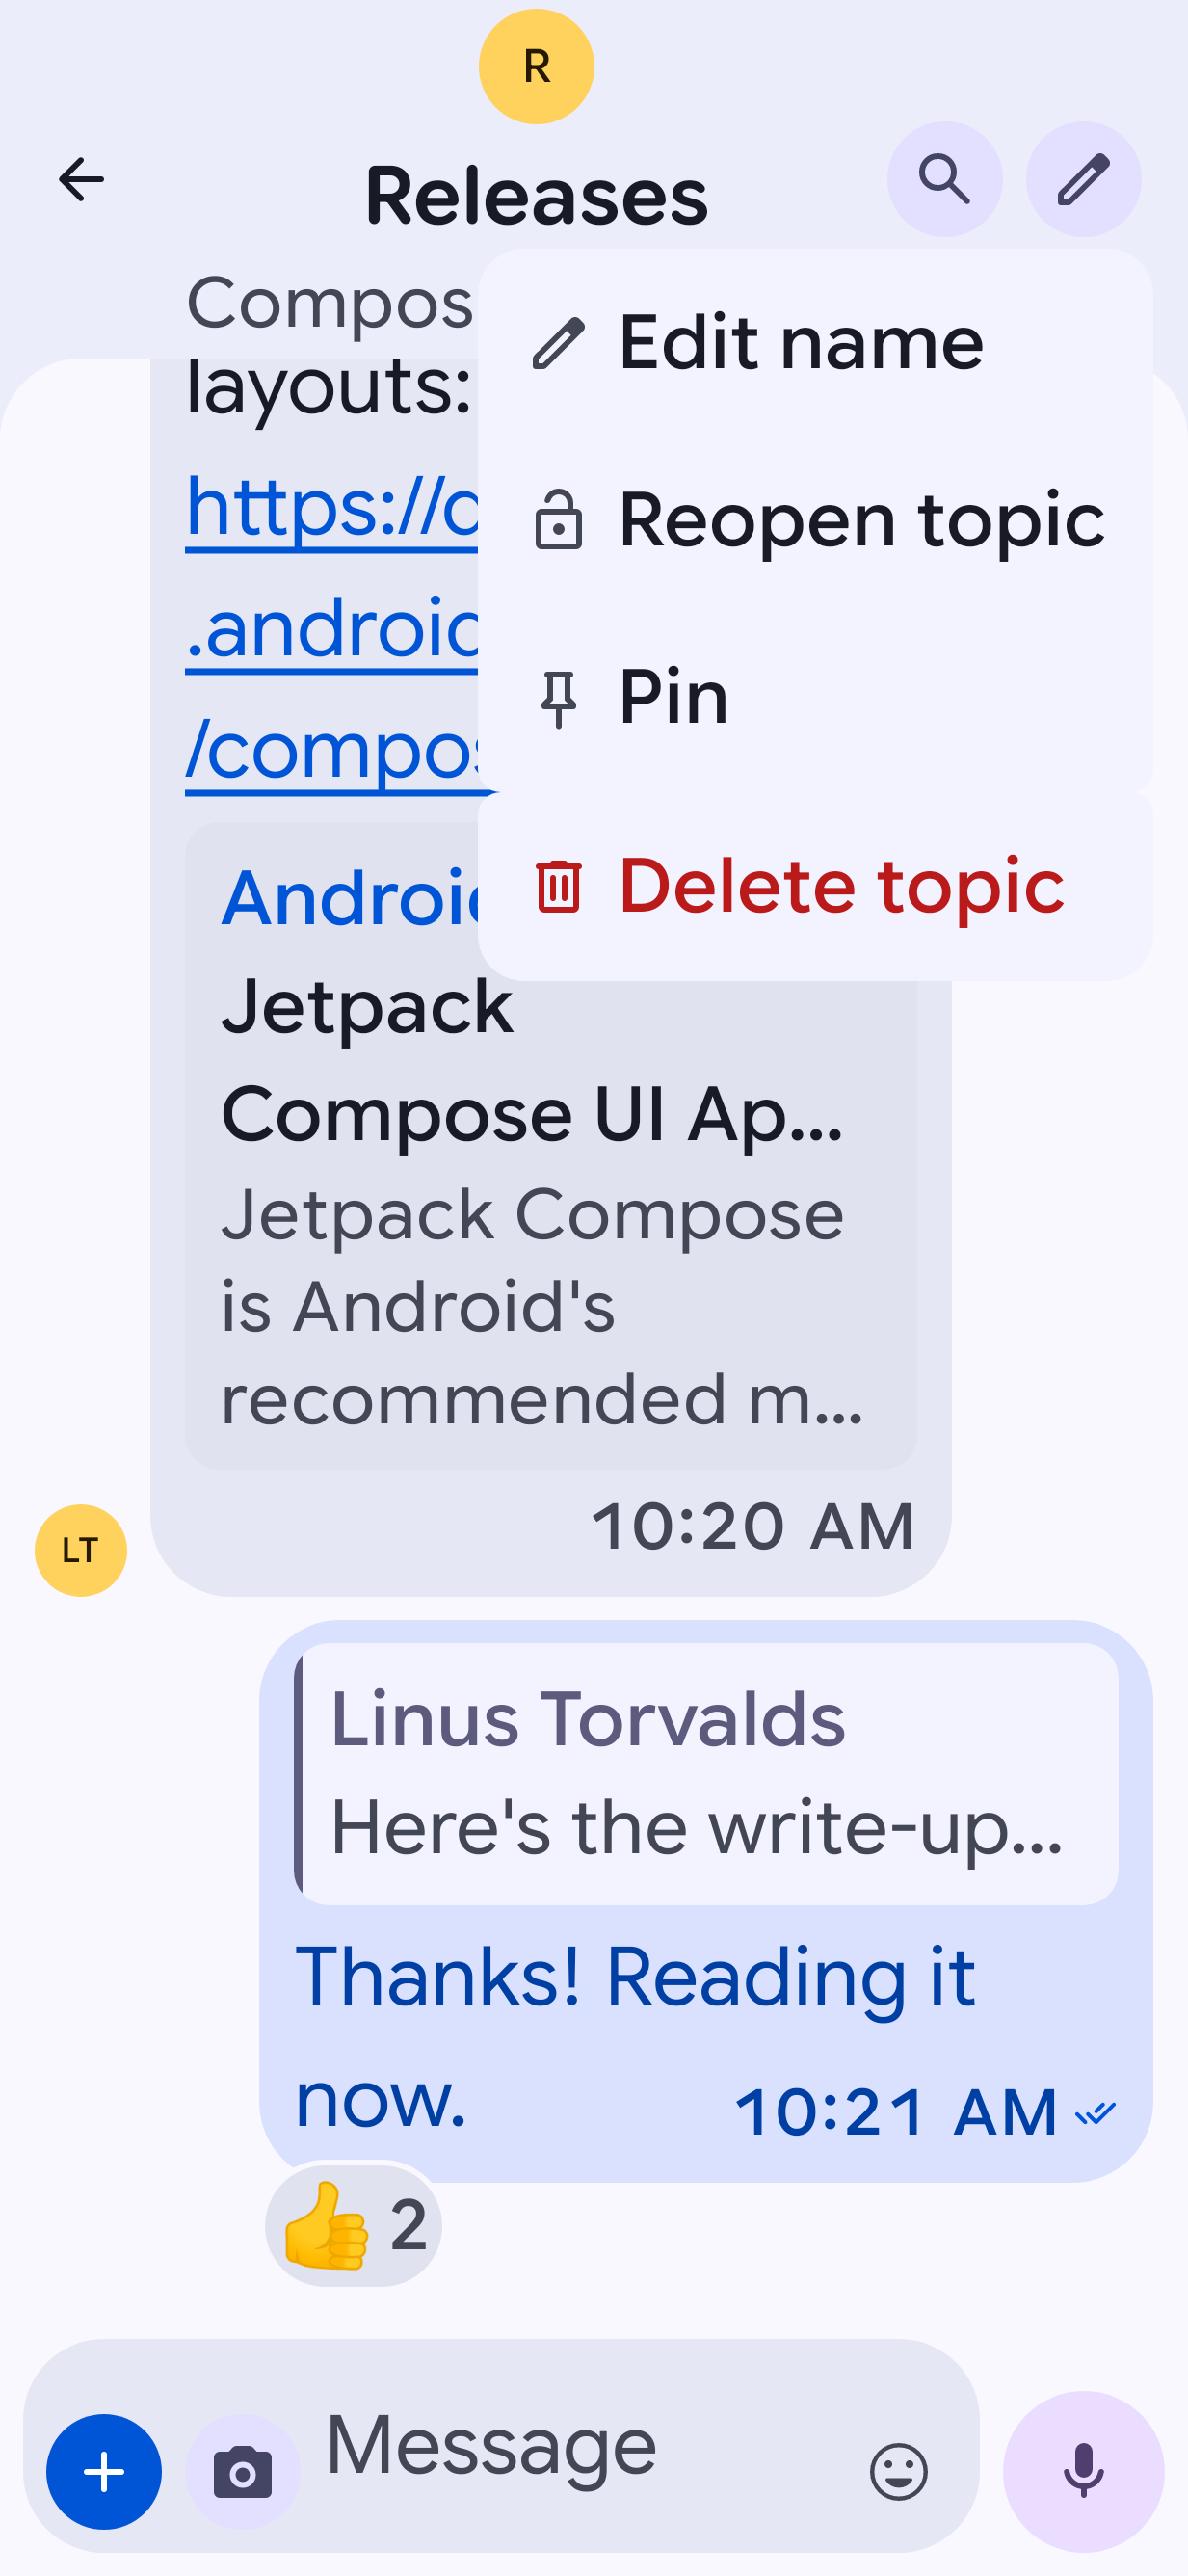 R
Releases
Compos
layouts:
https://
.android
/compos
Edit name
Reopen topic
Pin
Delete topic
Android
Jetpack
Compose UI Ap...
Jetpack Compose
is Android's
recommended m...
10:20 AM
LT
Linus Torvalds
Here's the write-up...
Thanks! Reading it
now.
10:21 AM
👍 2
Message